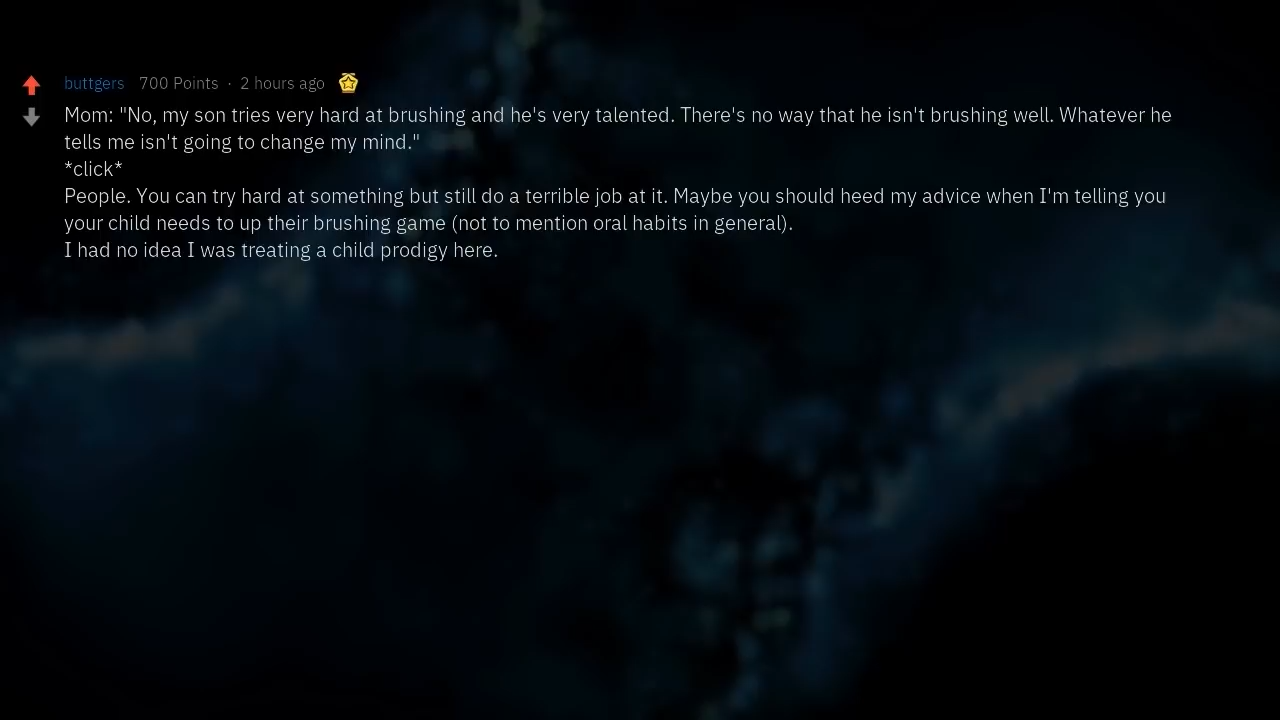 buttgers 700 Points · 2 hours ago
Mom: "No, my son tries very hard at brushing and he's very talented. There's no way that he isn't brushing well. Whatever he
tells me isn't going to change my mind."
*click*
People. You can try hard at something but still do a terrible job at it. Maybe you should heed my advice when I'm telling you
your child needs to up their brushing game (not to mention oral habits in general).
I had no idea I was treating a child prodigy here.